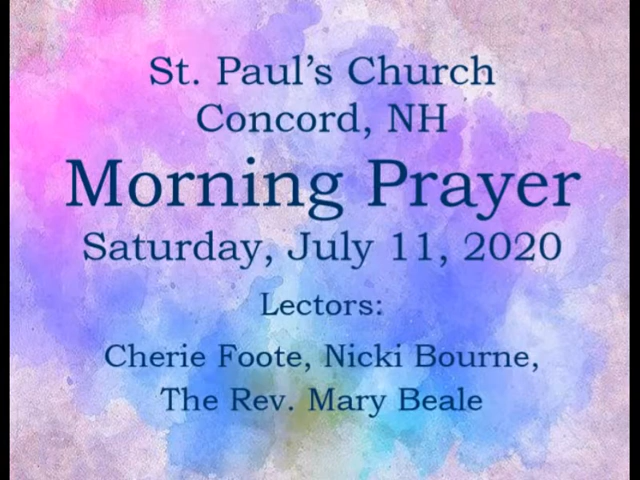 St. Paul’s Church
Concord, NH
Morning Prayer
Saturday, July 11, 2020
Lectors:
Cherie Foote, Nicki Bourne,
The Rev. Mary Beale